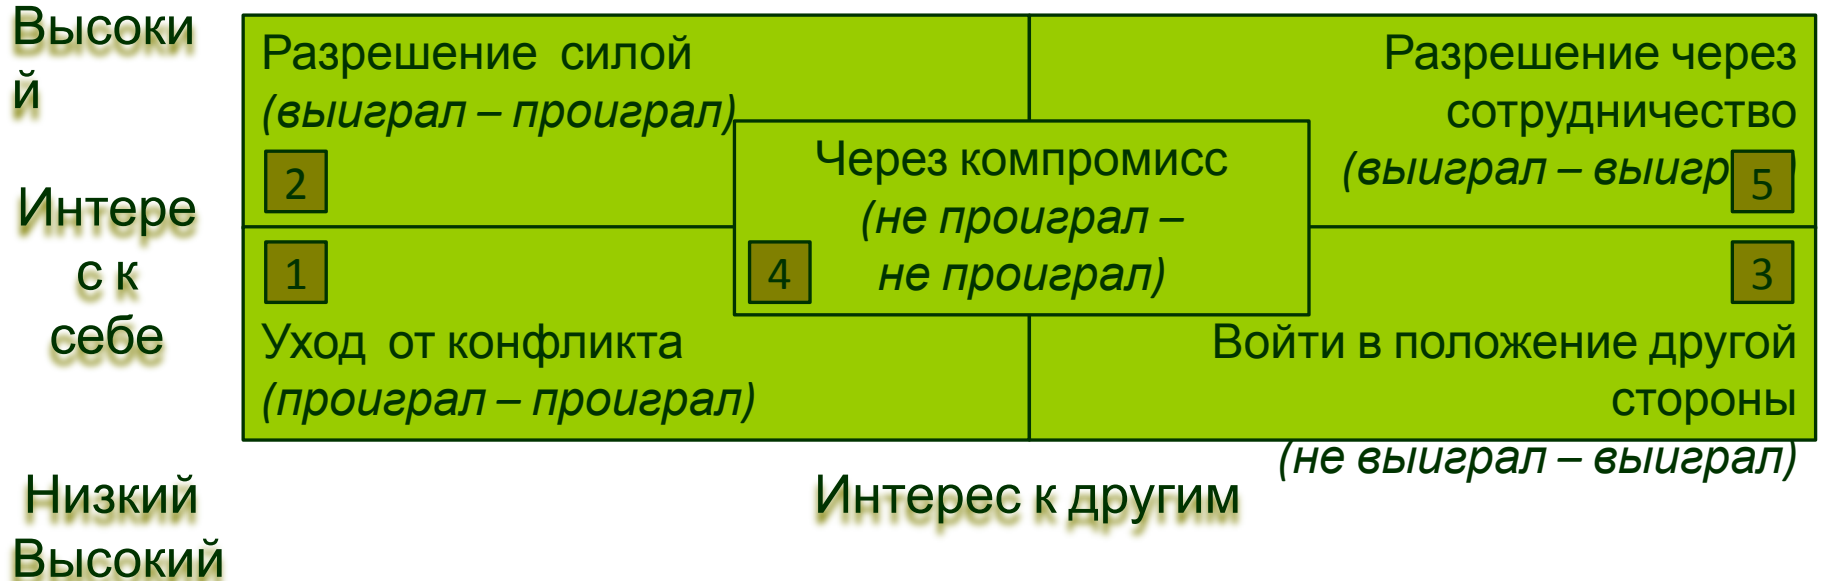 Высоки
й
Интере
с к
себе
Низкий
Высокий
Разрешение силой
(выиграл – проиграл)
2
Разрешение через
сотрудничество
(выиграл – выигр )
5
Через компромисс
(не проиграл –
не проиграл)
4
1
Уход от конфликта
(проиграл – проиграл)
3
Войти в положение другой
стороны
(не выиграл – выиграл)
Интерес к другим